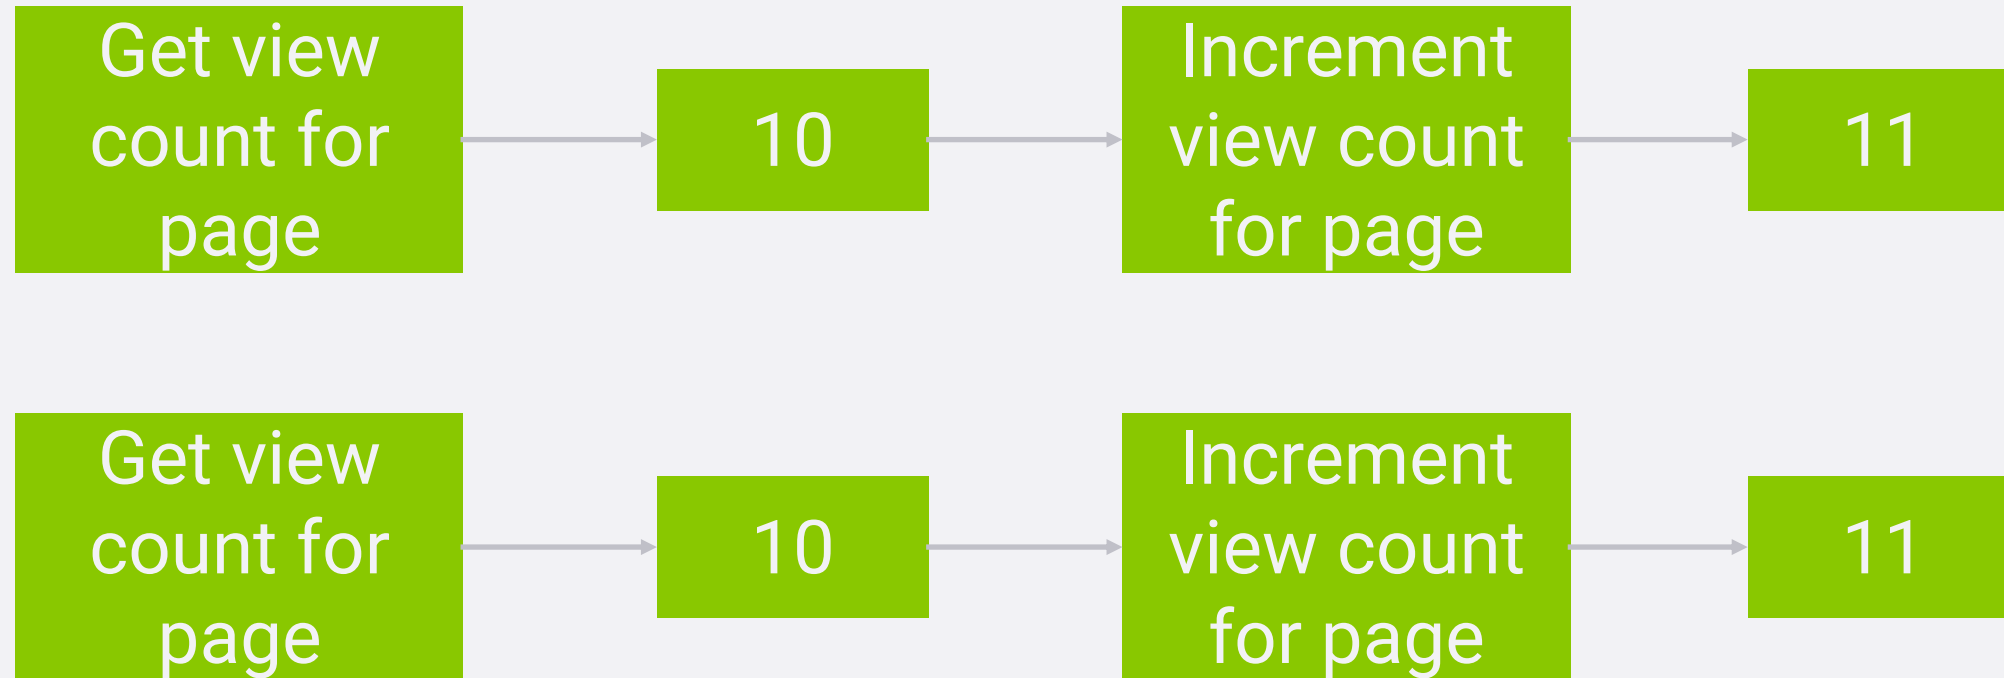 Get view
count for
page
10
Increment
view count
for page
11
Get view
count for
page
10
Increment
view count
for page
11